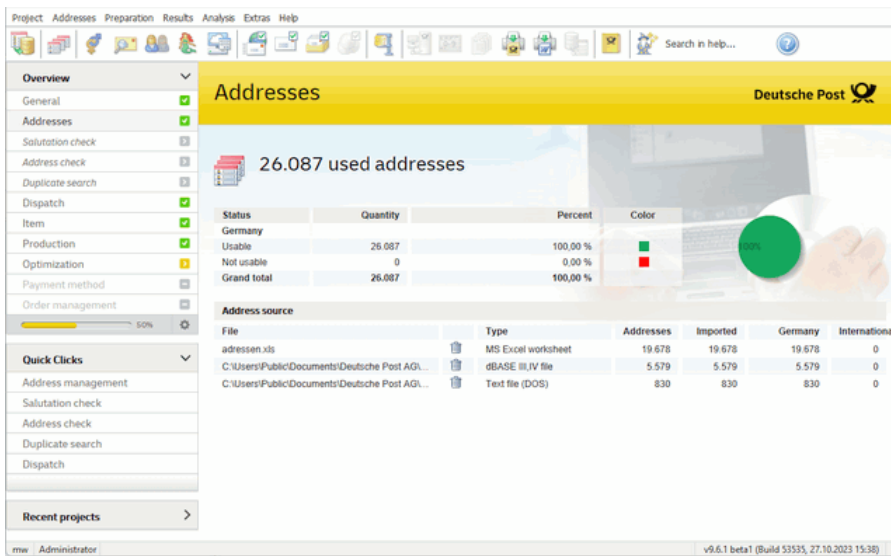 Project Addresses Preparation Results Analysis Extras Help
Search in help...
Overview
General
Addresses
Salutation check
Address check
Duplicate search
Dispatch
Item
Production
Optimization
Payment method
Order management
50%
Quick Clicks
Address management
Salutation check
Address check
Duplicate search
Dispatch
Recent projects
Addresses
Deutsche Post
26.087 used addresses
Status Quantity Percent Color
Germany
Usable 26.087 100,00 %
Not usable 0 0,00 %
Grand total 26.087 100,00 %
100%
Address source
File Type Addresses Imported Germany Internationa
adressen.xls MS Excel worksheet 19.678 19.678 19.678 0
C:\Users\Public\Documents\Deutsche Post AG\... dBASE III,IV file 5.579 5.579 5.579 0
C:\Users\Public\Documents\Deutsche Post AG\... Text file (DOS) 830 830 830 0
mw Administrator v9.6.1 beta1 (Build 53535, 27.10.2023 15:38)